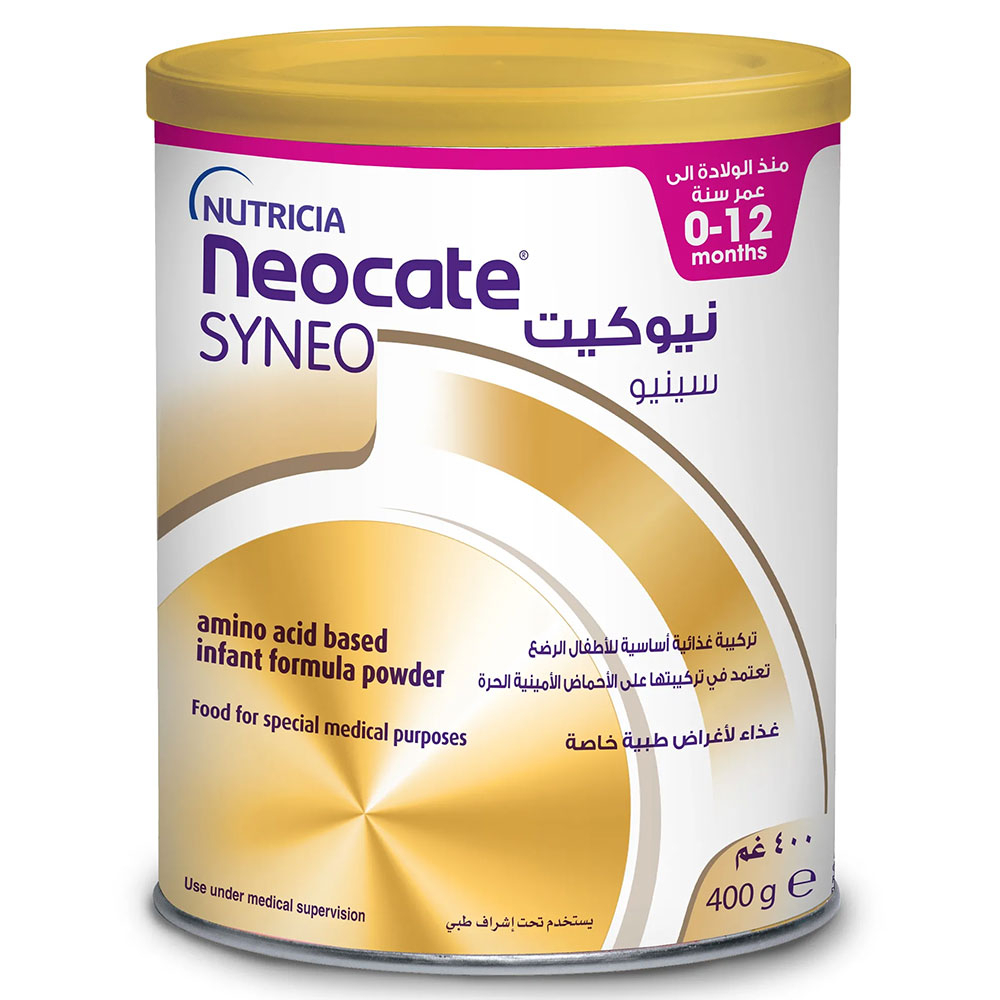 منذ الولادة الى
عمر سنة
0-12
months
NUTRICIA
Neocate®
SYNEO
نيوكيت
سينيو
amino acid based
infant formula powder
Food for special medical purposes
تركيبة غذائية أساسية للأطفال الرضع
تعتمد في تركيبتها على الأحماض الأمينية الحرة
غذاء لأغراض طبية خاصة
٤٠٠ غم
400 g ℮
Use under medical supervision
يستخدم تحت إشراف طبي